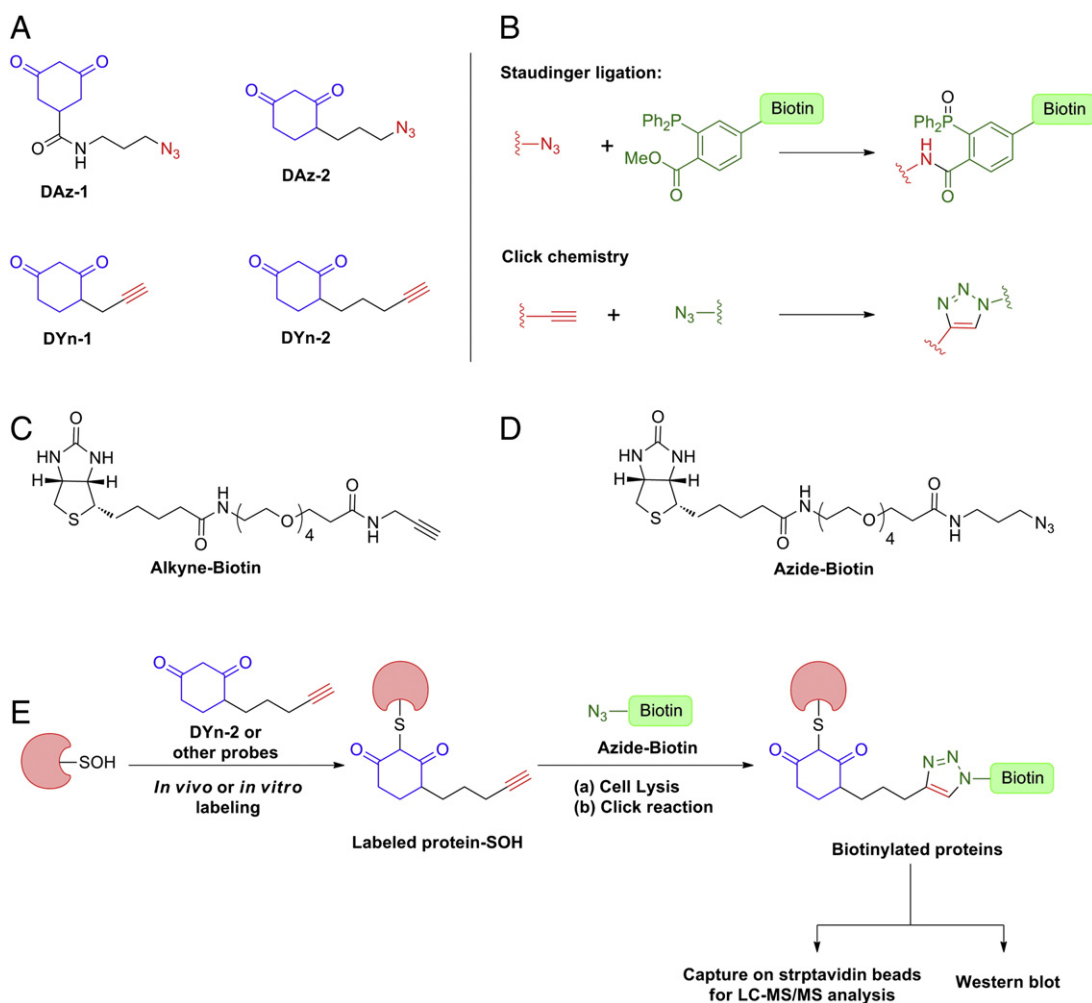 A
O
O
O
N
H
N3
DAz-1
O
O
N3
DAz-2
O
O
DYn-1
O
O
DYn-2
B
Staudinger ligation:
N3
+
Ph2P
MeO
O
Biotin
O
Ph2P
H
N
O
Biotin
Click chemistry
+
N3
N
N
N
C
O
HN
NH
H
H
S
O
H
N
O
4
O
N
H
Alkyne-Biotin
D
O
HN
NH
H
H
S
O
H
N
O
4
O
N
H
N3
Azide-Biotin
E
SOH
O
O
DYn-2 or
other probes
In vivo or in vitro
labeling
S
O
O
Labeled protein-SOH
N3
Biotin
Azide-Biotin
(a) Cell Lysis
(b) Click reaction
S
O
O
N
N
N
Biotin
Biotinylated proteins
Capture on strptavidin beads
for LC-MS/MS analysis
Western blot